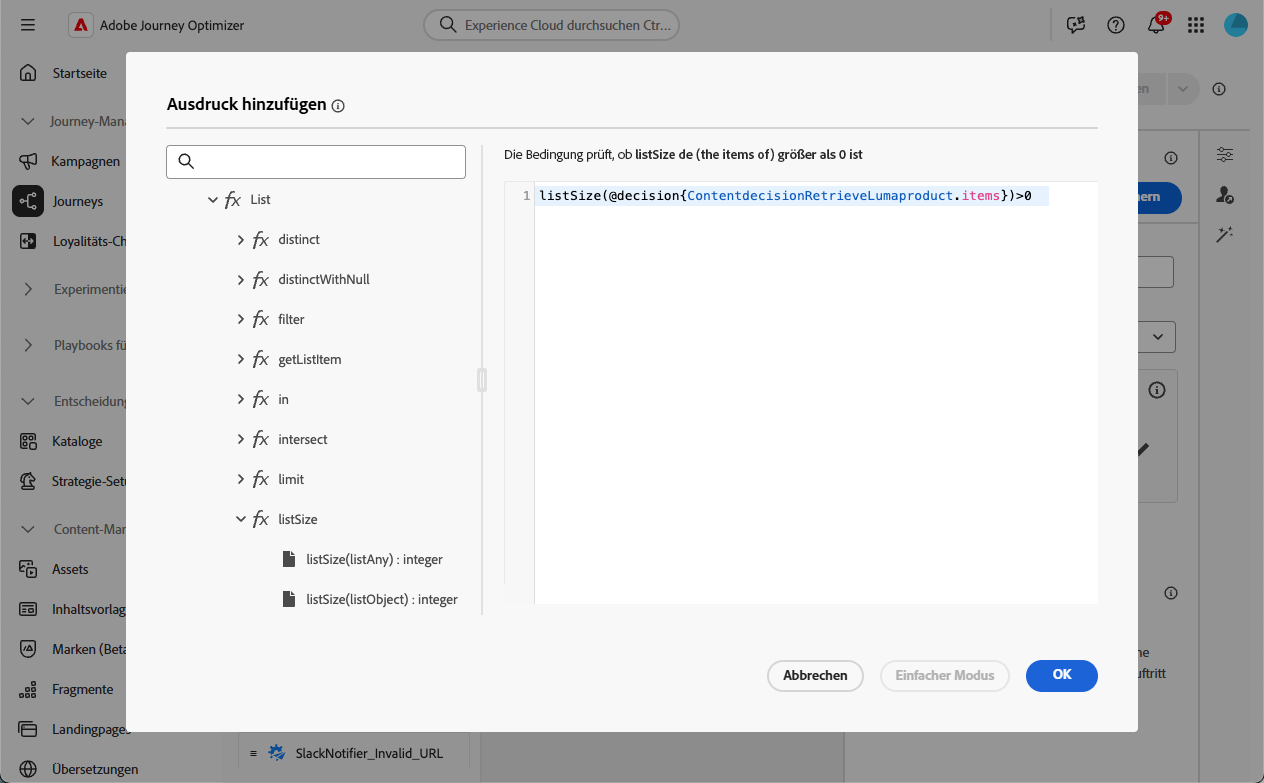 Adobe Journey Optimizer
Experience Cloud durchsuchen Ctr...
9+
Startseite
Journey-Mana
Kampagnen
Journeys
Loyalitäts-Ch
Experimentie
Playbooks fü
Entscheidung
Kataloge
Strategie-Setu
Content-Man
Assets
Inhaltsvorlag
Marken (Beta
Fragmente
Landingpages
Übersetzungen
Ausdruck hinzufügen
List
distinct
distinctWithNull
filter
getListItem
in
intersect
limit
listSize
listSize(listAny) : integer
listSize(listObject) : integer
Die Bedingung prüft, ob listSize de (the items of) größer als 0 ist
1 listSize(@decision{ContentdecisionRetrieveLumaproduct.items})>0
Abbrechen
Einfacher Modus
OK
en
ern
ne
uftritt
SlackNotifier_Invalid_URL